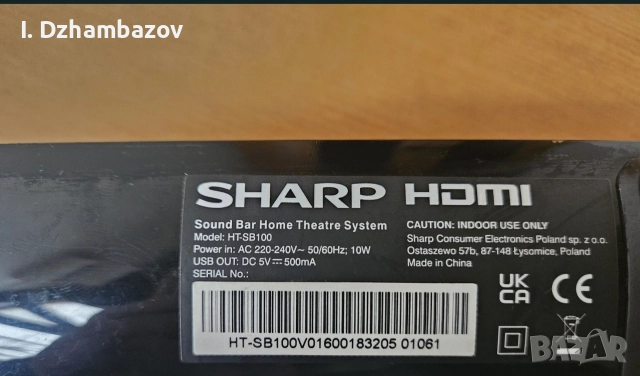 I. Dzhambazov
SHARP HDMI
Sound Bar Home Theatre System
Model: HT-SB100
Power in: AC 220-240V~ 50/60Hz; 10W
USB OUT: DC 5V⎓500mA
SERIAL No.:
CAUTION: INDOOR USE ONLY
Sharp Consumer Electronics Poland sp. z o.o.
Ostaszewo 57b, 87-148 Łysomice, Poland
Made in China
UK
CA
CE
HT-SB100V01600183205 01061
BAZAR